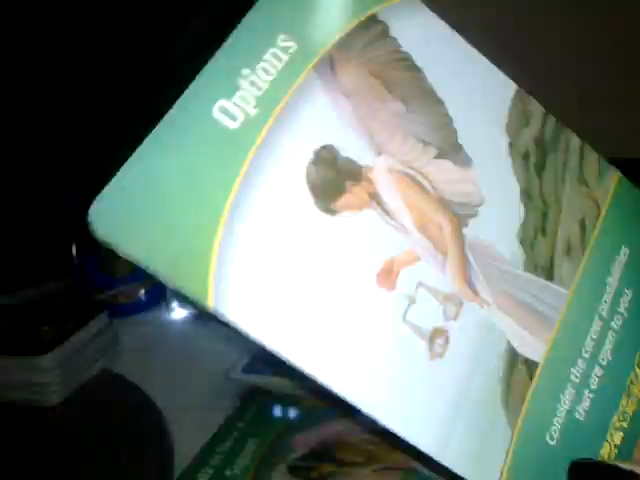 Options
Consider the career possibilities
that are open to you.